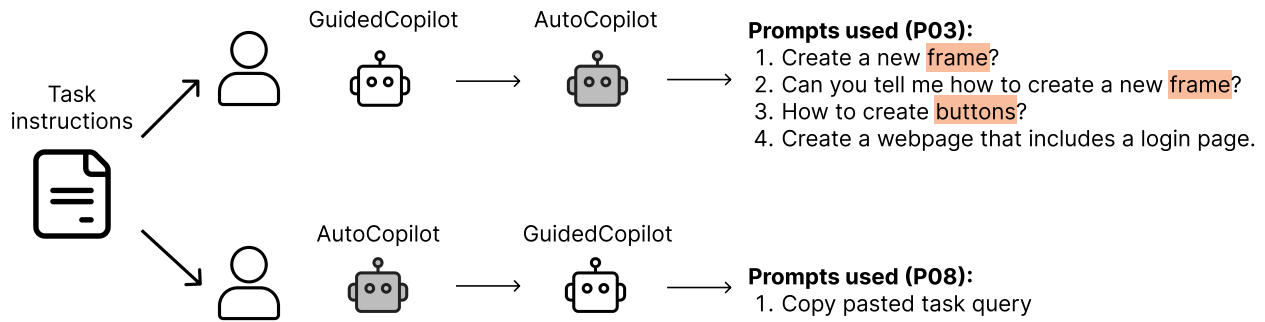 GuidedCopilot
AutoCopilot
Prompts used (P03):
1. Create a new frame?
2. Can you tell me how to create a new frame?
3. How to create buttons?
4. Create a webpage that includes a login page.
Task
instructions
AutoCopilot
GuidedCopilot
Prompts used (P08):
1. Copy pasted task query